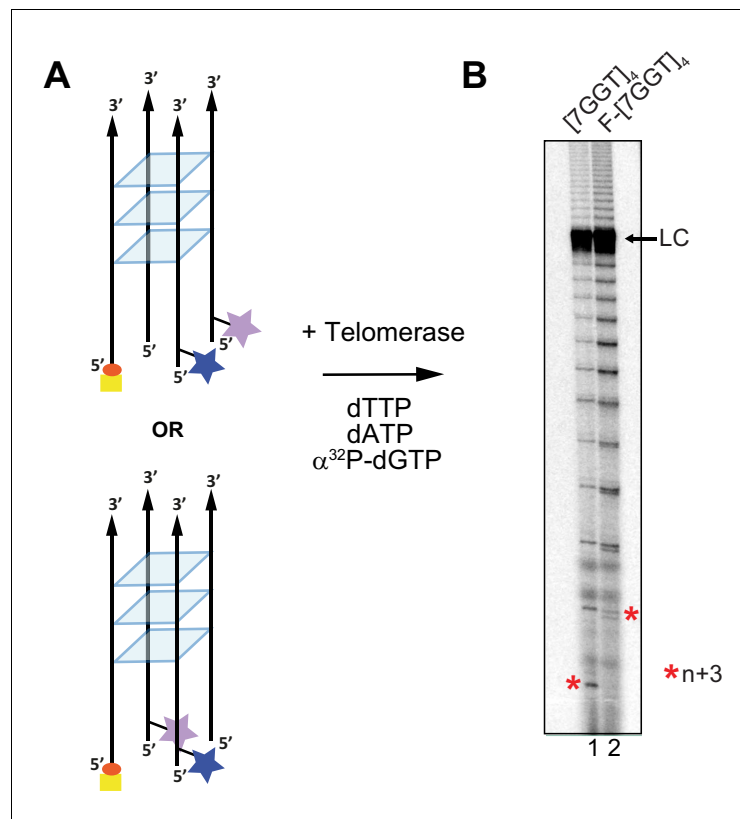 A
3'
3'
3'
3'
5'
5'
5'
5'
OR
3'
3'
3'
3'
5'
5'
5'
5'
+ Telomerase
dTTP
dATP
α³²P-dGTP
B
[7GGT]₄
F-[7GGT]₄
LC
*
*
*n+3
1 2